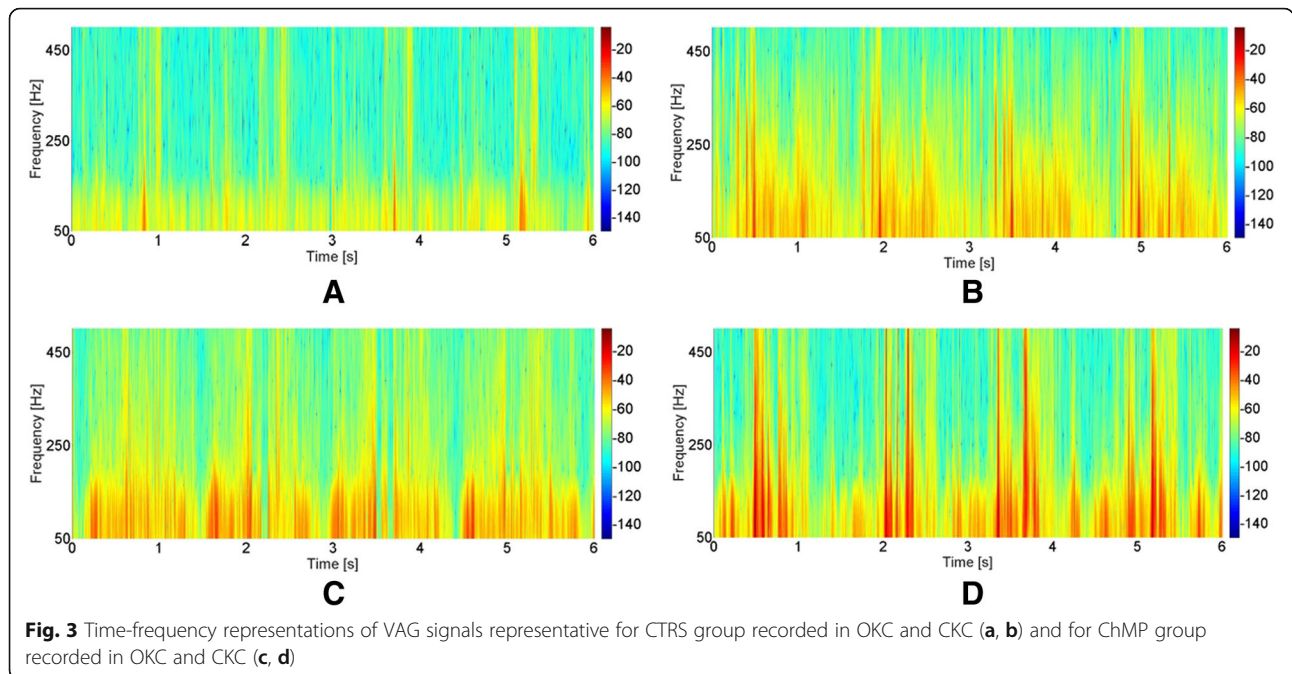 450
250
50
Frequency [Hz]
0 1 2 3 4 5 6
Time [s]
-20
-40
-60
-80
-100
-120
-140
A
450
250
50
Frequency [Hz]
0 1 2 3 4 5 6
Time [s]
-20
-40
-60
-80
-100
-120
-140
B
450
250
50
Frequency [Hz]
0 1 2 3 4 5 6
Time [s]
-20
-40
-60
-80
-100
-120
-140
C
450
250
50
Frequency [Hz]
0 1 2 3 4 5 6
Time [s]
-20
-40
-60
-80
-100
-120
-140
D
Fig. 3 Time-frequency representations of VAG signals representative for CTRS group recorded in OKC and CKC (a, b) and for ChMP group
recorded in OKC and CKC (c, d)